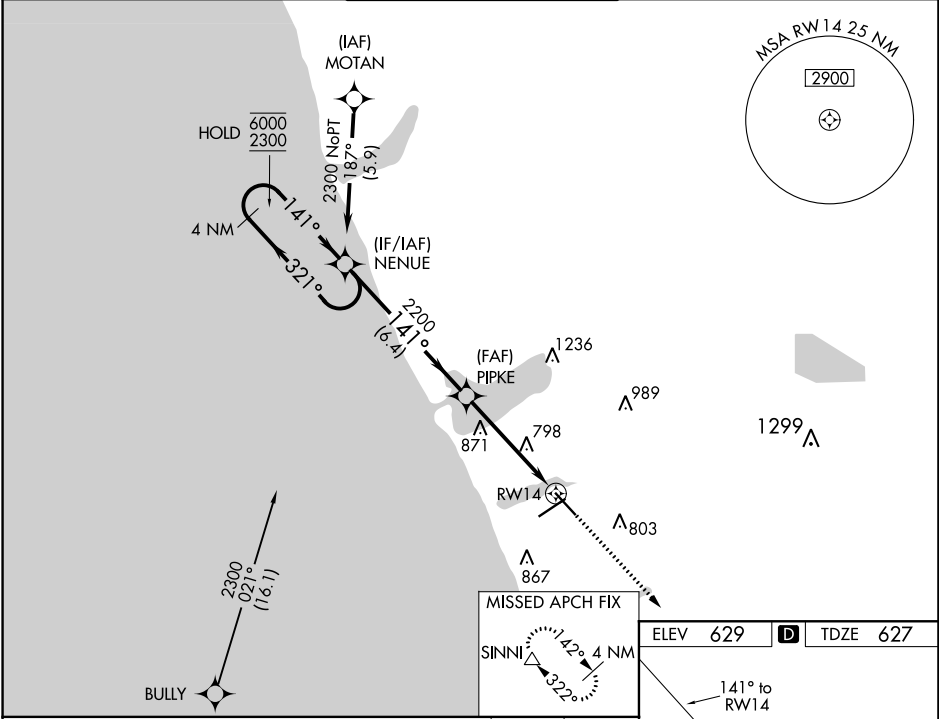 (IAF)
MOTAN
MSA RW14 25 NM
2900
HOLD 6000
2300
2300 NoPT
187°
(5.9)
4 NM
141°
321°
(IF/IAF)
NENUE
2200
141°
(6.4)
(FAF)
PIPKE
1236
989
1299
871
798
RW14
803
867
2300
021°
(16.1)
BULLY
MISSED APCH FIX
SINNI
142°
4 NM
322°
ELEV 629 D TDZE 627
141° to
RW14